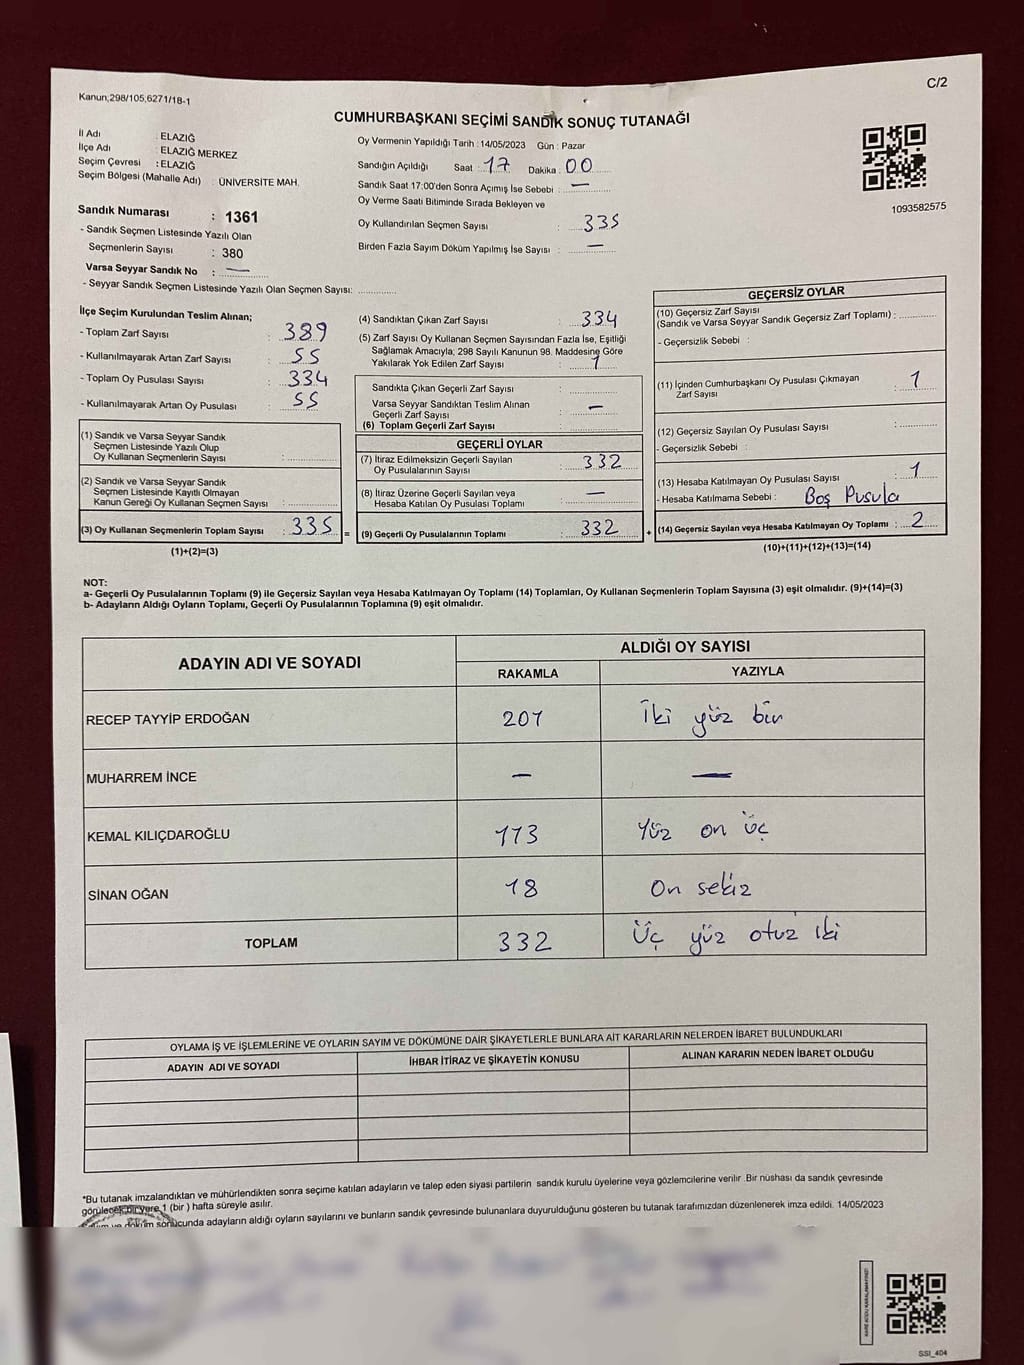 C/2
Kanun;298/105,6271/18-1
CUMHURBAŞKANI SEÇİMİ SANDIK SONUÇ TUTANAĞI
İl Adı : ELAZIĞ
İlçe Adı : ELAZIĞ MERKEZ
Seçim Çevresi : ELAZIĞ
Seçim Bölgesi (Mahalle Adı) : ÜNİVERSİTE MAH.
Oy Vermenin Yapıldığı Tarih : 14/05/2023 Gün : Pazar
Sandığın Açıldığı Saat : 17 Dakika : 00
Sandık Saat 17:00'den Sonra Açımış İse Sebebi : —
Oy Verme Saati Bitiminde Sırada Bekleyen ve
Oy Kullandırılan Seçmen Sayısı : 335
Birden Fazla Sayım Döküm Yapılmış İse Sayısı : —
1093582575
Sandık Numarası : 1361
- Sandık Seçmen Listesinde Yazılı Olan
Seçmenlerin Sayısı : 380
Varsa Seyyar Sandık No : —
- Seyyar Sandık Seçmen Listesinde Yazılı Olan Seçmen Sayısı: ..............
İlçe Seçim Kurulundan Teslim Alınan;
- Toplam Zarf Sayısı : 389
- Kullanılmayarak Artan Zarf Sayısı : 55
- Toplam Oy Pusulası Sayısı : 334
- Kullanılmayarak Artan Oy Pusulası : 55
(1) Sandık ve Varsa Seyyar Sandık
Seçmen Listesinde Yazılı Olup
Oy Kullanan Seçmenlerin Sayısı :
(2) Sandık ve Varsa Seyyar Sandık
Seçmen Listesinde Kayıtlı Olmayan
Kanun Gereği Oy Kullanan Seçmen Sayısı :
(3) Oy Kullanan Seçmenlerin Toplam Sayısı : 335 =
(1)+(2)=(3)
(4) Sandıktan Çıkan Zarf Sayısı : 334
(5) Zarf Sayısı Oy Kullanan Seçmen Sayısından Fazla İse, Eşitliği
Sağlamak Amacıyla; 298 Sayılı Kanunun 98. Maddesine Göre
Yakılarak Yok Edilen Zarf Sayısı : 1
Sandıkta Çıkan Geçerli Zarf Sayısı :
Varsa Seyyar Sandıktan Teslim Alınan
Geçerli Zarf Sayısı : —
(6) Toplam Geçerli Zarf Sayısı :
GEÇERLİ OYLAR
(7) İtiraz Edilmeksizin Geçerli Sayılan
Oy Pusulalarının Sayısı : 332
(8) İtiraz Üzerine Geçerli Sayılan veya
Hesaba Katılan Oy Pusulası Toplamı : —
(9) Geçerli Oy Pusulalarının Toplamı : 332 +
GEÇERSİZ OYLAR
(10) Geçersiz Zarf Sayısı
(Sandık ve Varsa Seyyar Sandık Geçersiz Zarf Toplamı) :
- Geçersizlik Sebebi :
(11) İçinden Cumhurbaşkanı Oy Pusulası Çıkmayan
Zarf Sayısı : 1
(12) Geçersiz Sayılan Oy Pusulası Sayısı :
- Geçersizlik Sebebi :
(13) Hesaba Katılmayan Oy Pusulası Sayısı : 1
- Hesaba Katılmama Sebebi : Boş Pusula
(14) Geçersiz Sayılan veya Hesaba Katılmayan Oy Toplamı : 2
(10)+(11)+(12)+(13)=(14)
NOT:
a- Geçerli Oy Pusulalarının Toplamı (9) ile Geçersiz Sayılan veya Hesaba Katılmayan Oy Toplamı (14) Toplamları, Oy Kullanan Seçmenlerin Toplam Sayısına (3) eşit olmalıdır. (9)+(14)=(3)
b- Adayların Aldığı Oyların Toplamı, Geçerli Oy Pusulalarının Toplamına (9) eşit olmalıdır.
ADAYIN ADI VE SOYADI
ALDIĞI OY SAYISI
RAKAMLA YAZIYLA
RECEP TAYYİP ERDOĞAN 201 İki yüz bir
MUHARREM İNCE — —
KEMAL KILIÇDAROĞLU 113 Yüz on üç
SİNAN OĞAN 18 On sekiz
TOPLAM 332 Üç yüz otuz iki
OYLAMA İŞ VE İŞLEMLERİNE VE OYLARIN SAYIM VE DÖKÜMÜNE DAİR ŞİKAYETLERLE BUNLARA AİT KARARLARIN NELERDEN İBARET BULUNDUKLARI
ADAYIN ADI VE SOYADI İHBAR İTİRAZ VE ŞİKAYETİN KONUSU ALINAN KARARIN NEDEN İBARET OLDUĞU
*Bu tutanak imzalandıktan ve mühürlendikten sonra seçime katılan adayların ve talep eden siyasi partilerin sandık kurulu üyelerine veya gözlemcilerine verilir. Bir nüshası da sandık çevresinde
görülecek bir yere 1 (bir ) hafta süreyle asılır.
ve döküm sonucunda adayların aldığı oyların sayılarını ve bunların sandık çevresinde bulunanlara duyurulduğunu gösteren bu tutanak tarafımızdan düzenlenerek imza edildi. 14/05/2023
SSI_404